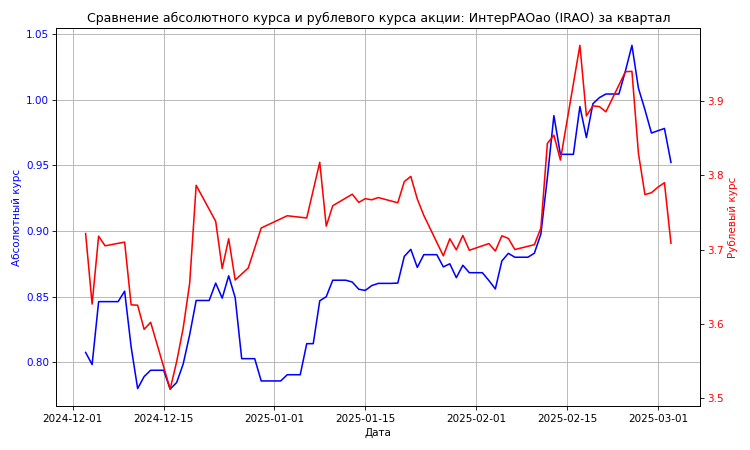 Сравнение абсолютного курса и рублевого курса акции: ИнтерРАОао (IRAO) за квартал
Абсолютный курс
1.05
1.00
0.95
0.90
0.85
0.80
3.9
3.8
3.7
3.6
3.5
Рублевый курс
2024-12-01 2024-12-15 2025-01-01 2025-01-15 2025-02-01 2025-02-15 2025-03-01
Дата